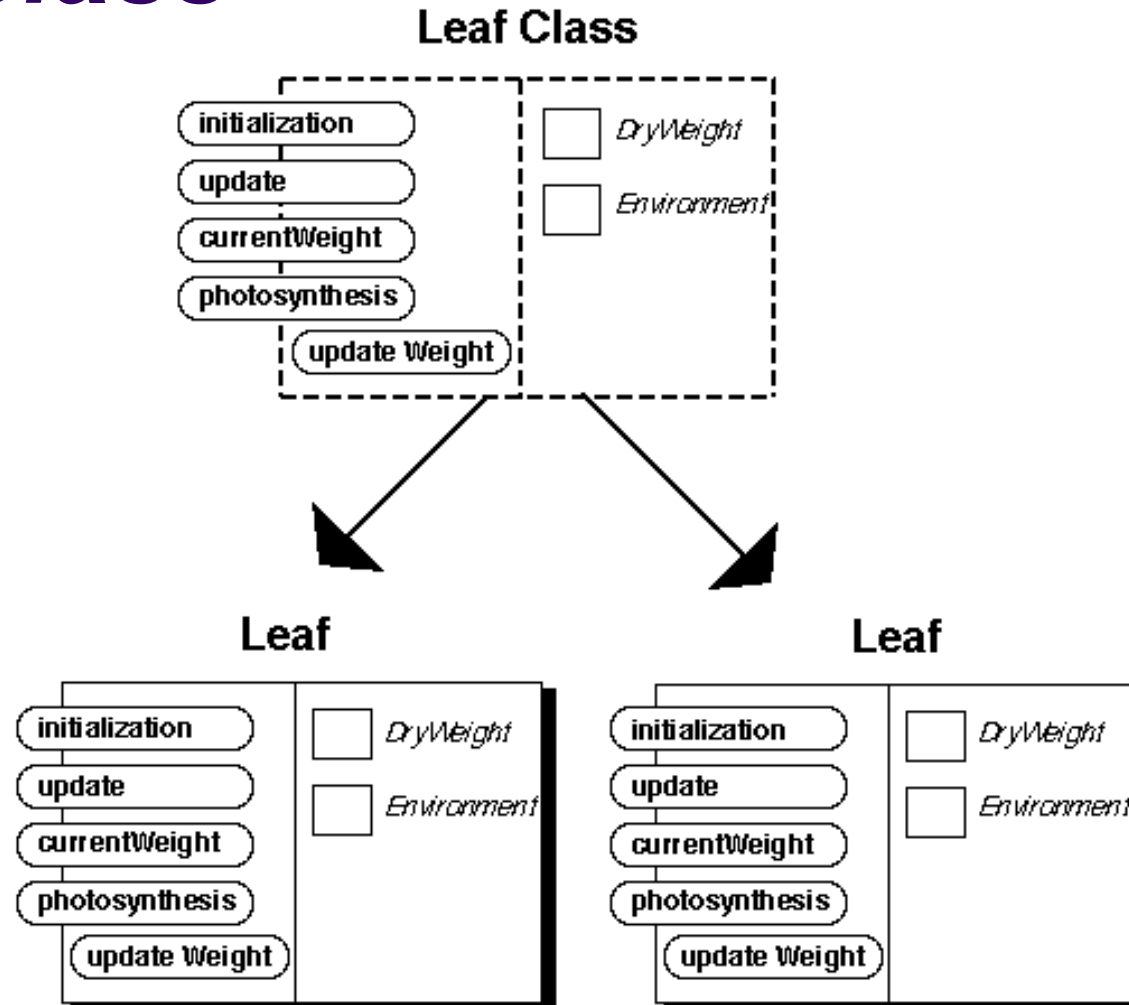 Leaf Class
initialization
DryWeight
update
Environment
currentWeight
photosynthesis
update Weight
Leaf
initialization
DryWeight
update
Environment
currentWeight
photosynthesis
update Weight
Leaf
initialization
DryWeight
update
Environment
currentWeight
photosynthesis
update Weight